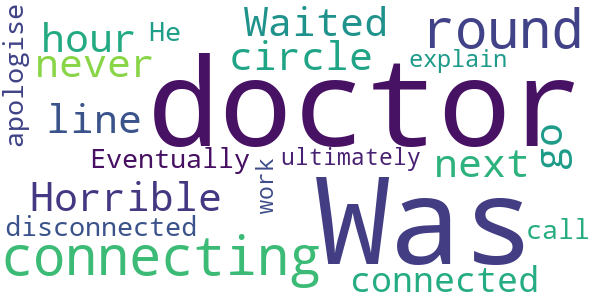 apologise
hour
He
Waited
round
never
circle
explain
line
doctor
go
Eventually
ultimately
next
work
Horrible
Was
disconnected
call
connecting
connected